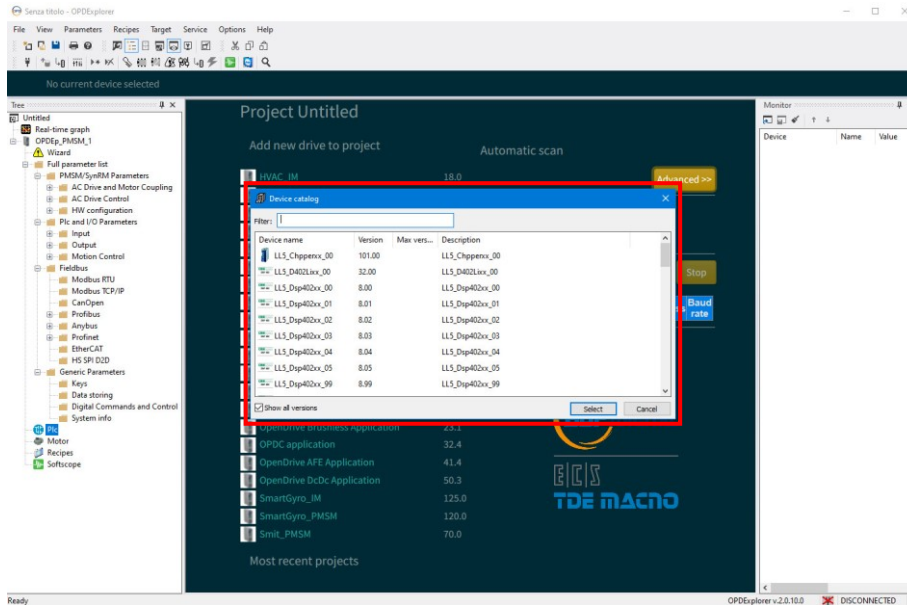 Senza titolo - OPDExplorer
File View Parameters Recipes Target Service Options Help
No current device selected
Tree
Untitled
Real-time graph
OPDEp_PMSM_1
Wizard
Full parameter list
PMSM/SynRM Parameters
AC Drive and Motor Coupling
AC Drive Control
HW configuration
Plc and I/O Parameters
Input
Output
Motion Control
Fieldbus
Modbus RTU
Modbus TCP/IP
CanOpen
Profibus
Anybus
Profinet
EtherCAT
HS SPI D2D
Generic Parameters
Keys
Data storing
Digital Commands and Control
System info
Plc
Motor
Recipes
Softscope
Project Untitled
Add new drive to project
Automatic scan
HVAC_IM 18.0
Advanced >>
Device catalog
Filter:
Device name Version Max vers... Description
LL5_Chppenxx_00 101.00 LL5_Chppenxx_00
LL5_D402Lixx_00 32.00 LL5_D402Lixx_00
LL5_Dsp402xx_00 8.00 LL5_Dsp402xx_00
LL5_Dsp402xx_01 8.01 LL5_Dsp402xx_01
LL5_Dsp402xx_02 8.02 LL5_Dsp402xx_02
LL5_Dsp402xx_03 8.03 LL5_Dsp402xx_03
LL5_Dsp402xx_04 8.04 LL5_Dsp402xx_04
LL5_Dsp402xx_05 8.05 LL5_Dsp402xx_05
LL5_Dsp402xx_99 8.99 LL5_Dsp402xx_99
Show all versions
Select Cancel
Stop
Baud
rate
OpenDrive Brushless Application 23.1
OPDC application 32.4
OpenDrive AFE Application 41.4
OpenDrive DcDc Application 50.3
SmartGyro_IM 125.0
SmartGyro_PMSM 120.0
Smit_PMSM 70.0
TDE MACNO
Most recent projects
Monitor
Device Name Value
Ready
OPDExplorer v.2.0.10.0 DISCONNECTED